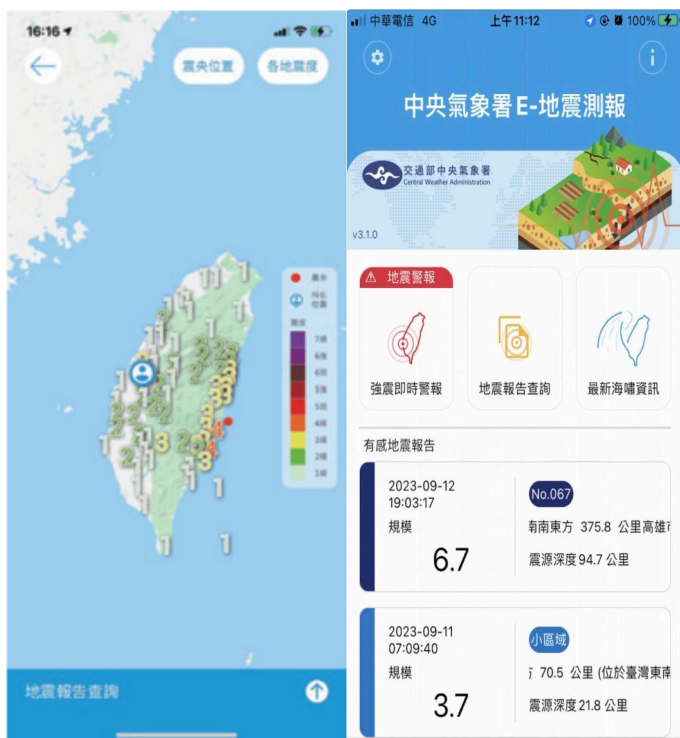 16:16
震央位置
各地震度
震央
所在
位置
震度
7級
6強
6弱
5強
5弱
4級
3級
2級
1級
地震報告查詢
中華電信 4G
上午11:12
100%
中央氣象署E-地震測報
交通部中央氣象署
Central Weather Administration
v3.1.0
地震警報
強震即時警報
地震報告查詢
最新海嘯資訊
有感地震報告
2023-09-12
19:03:17
規模
6.7
No.067
南南東方 375.8 公里高雄市
震源深度94.7 公里
2023-09-11
07:09:40
規模
3.7
小區域
方 70.5 公里 (位於臺灣東南
震源深度21.8 公里